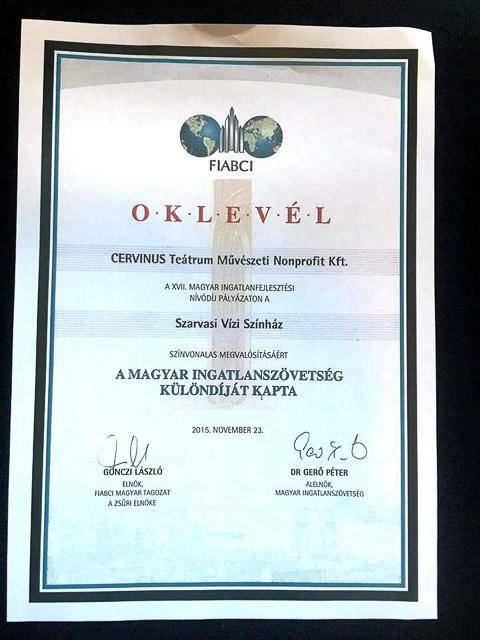 FIABCI
O·K·L·E·V·É·L
CERVINUS Teátrum Művészeti Nonprofit Kft.
A XVII. MAGYAR INGATLANFEJLESZTÉSI
NÍVÓDÍJ PÁLYÁZATON A
Szarvasi Vízi Színház
SZÍNVONALAS MEGVALÓSÍTÁSÁÉRT
A MAGYAR INGATLANSZÖVETSÉG
KÜLÖNDÍJÁT KAPTA
2015. NOVEMBER 23.
GÖNCZI LÁSZLÓ
ELNÖK,
FIABCI MAGYAR TAGOZAT
A ZSŰRI ELNÖKE
DR GERŐ PÉTER
ALELNÖK,
MAGYAR INGATLANSZÖVETSÉG